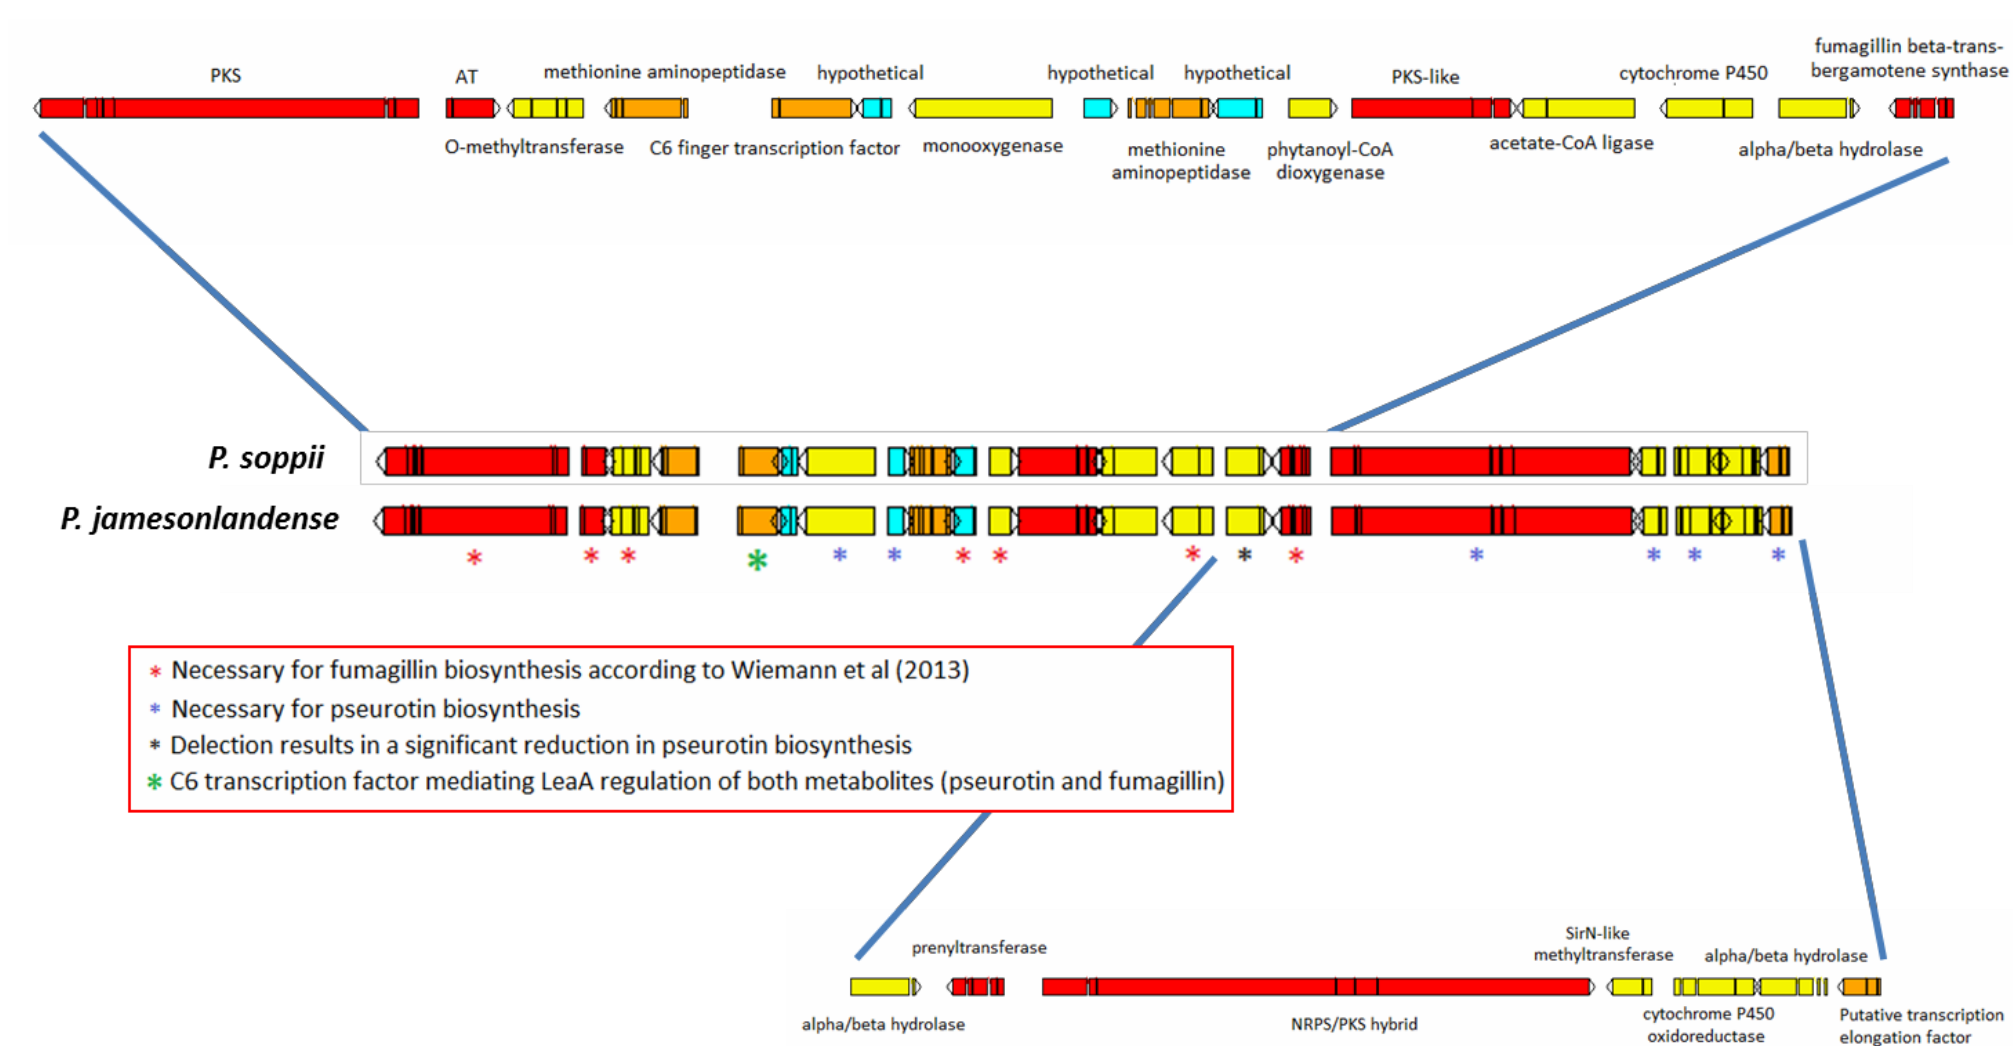 fumagillin beta-trans-
bergamotene synthase
PKS
AT
methionine aminopeptidase
hypothetical
hypothetical
hypothetical
PKS-like
cytochrome P450
O-methyltransferase
C6 finger transcription factor
monooxygenase
methionine
aminopeptidase
phytanoyl-CoA
dioxygenase
acetate-CoA ligase
alpha/beta hydrolase
P. soppii
P. jamesonlandense
* * * * * * * * * * * * * * * *
* Necessary for fumagillin biosynthesis according to Wiemann et al (2013)
* Necessary for pseurotin biosynthesis
* Delection results in a significant reduction in pseurotin biosynthesis
* C6 transcription factor mediating LeaA regulation of both metabolites (pseurotin and fumagillin)
prenyltransferase
SirN-like
methyltransferase
alpha/beta hydrolase
alpha/beta hydrolase
NRPS/PKS hybrid
cytochrome P450
oxidoreductase
Putative transcription
elongation factor